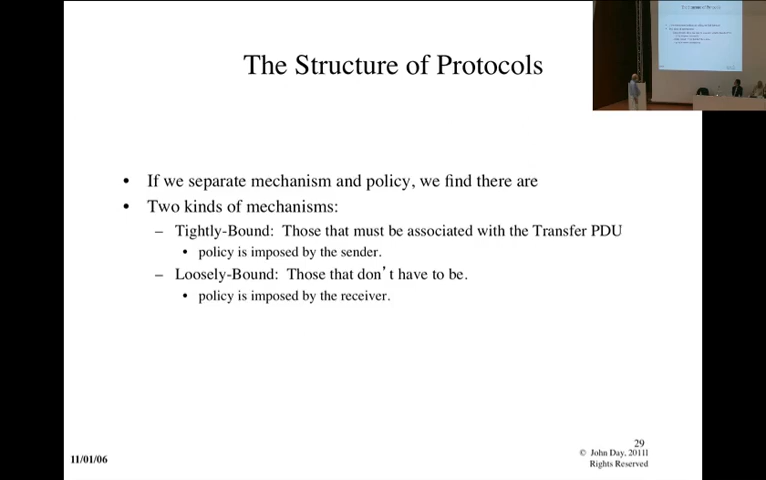 The Structure of Protocols
• If we separate mechanism and policy, we find there are
• Two kinds of mechanisms:
– Tightly-Bound: Those that must be associated with the Transfer PDU
• policy is imposed by the sender.
– Loosely-Bound: Those that don't have to be.
• policy is imposed by the receiver.
11/01/06
29
© John Day, 2011l
Rights Reserved